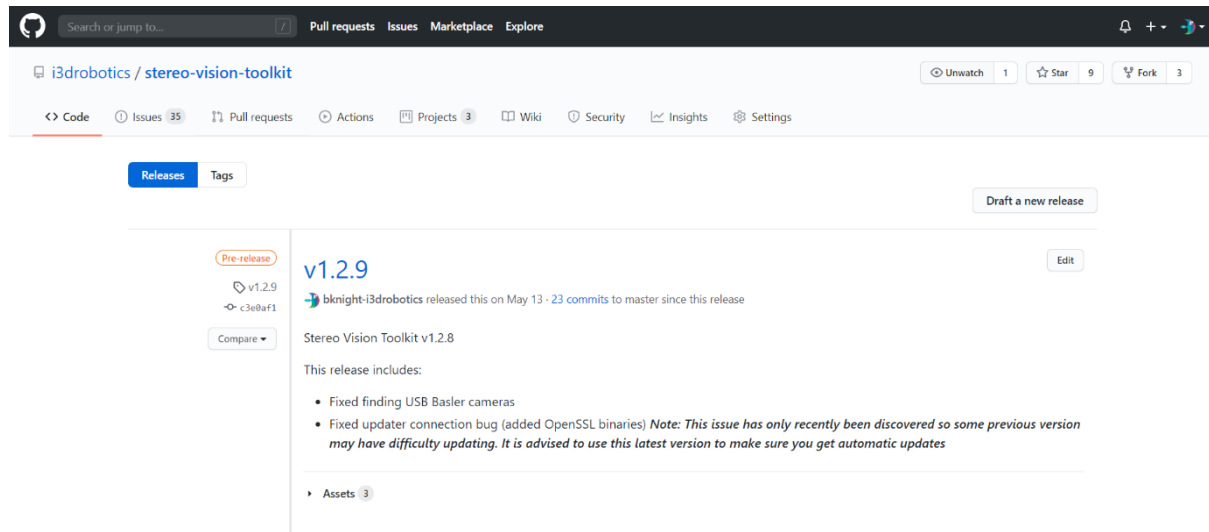 Search or jump to... /
Pull requests Issues Marketplace Explore
i3drobotics / stereo-vision-toolkit
Unwatch 1 Star 9 Fork 3
Code Issues 35 Pull requests Actions Projects 3 Wiki Security Insights Settings
Releases Tags
Draft a new release
Pre-release
v1.2.9
c3e0af1
Compare
v1.2.9
Edit
bknight-i3drobotics released this on May 13 · 23 commits to master since this release
Stereo Vision Toolkit v1.2.8
This release includes:
• Fixed finding USB Basler cameras
• Fixed updater connection bug (added OpenSSL binaries) Note: This issue has only recently been discovered so some previous version
may have difficulty updating. It is advised to use this latest version to make sure you get automatic updates
Assets 3